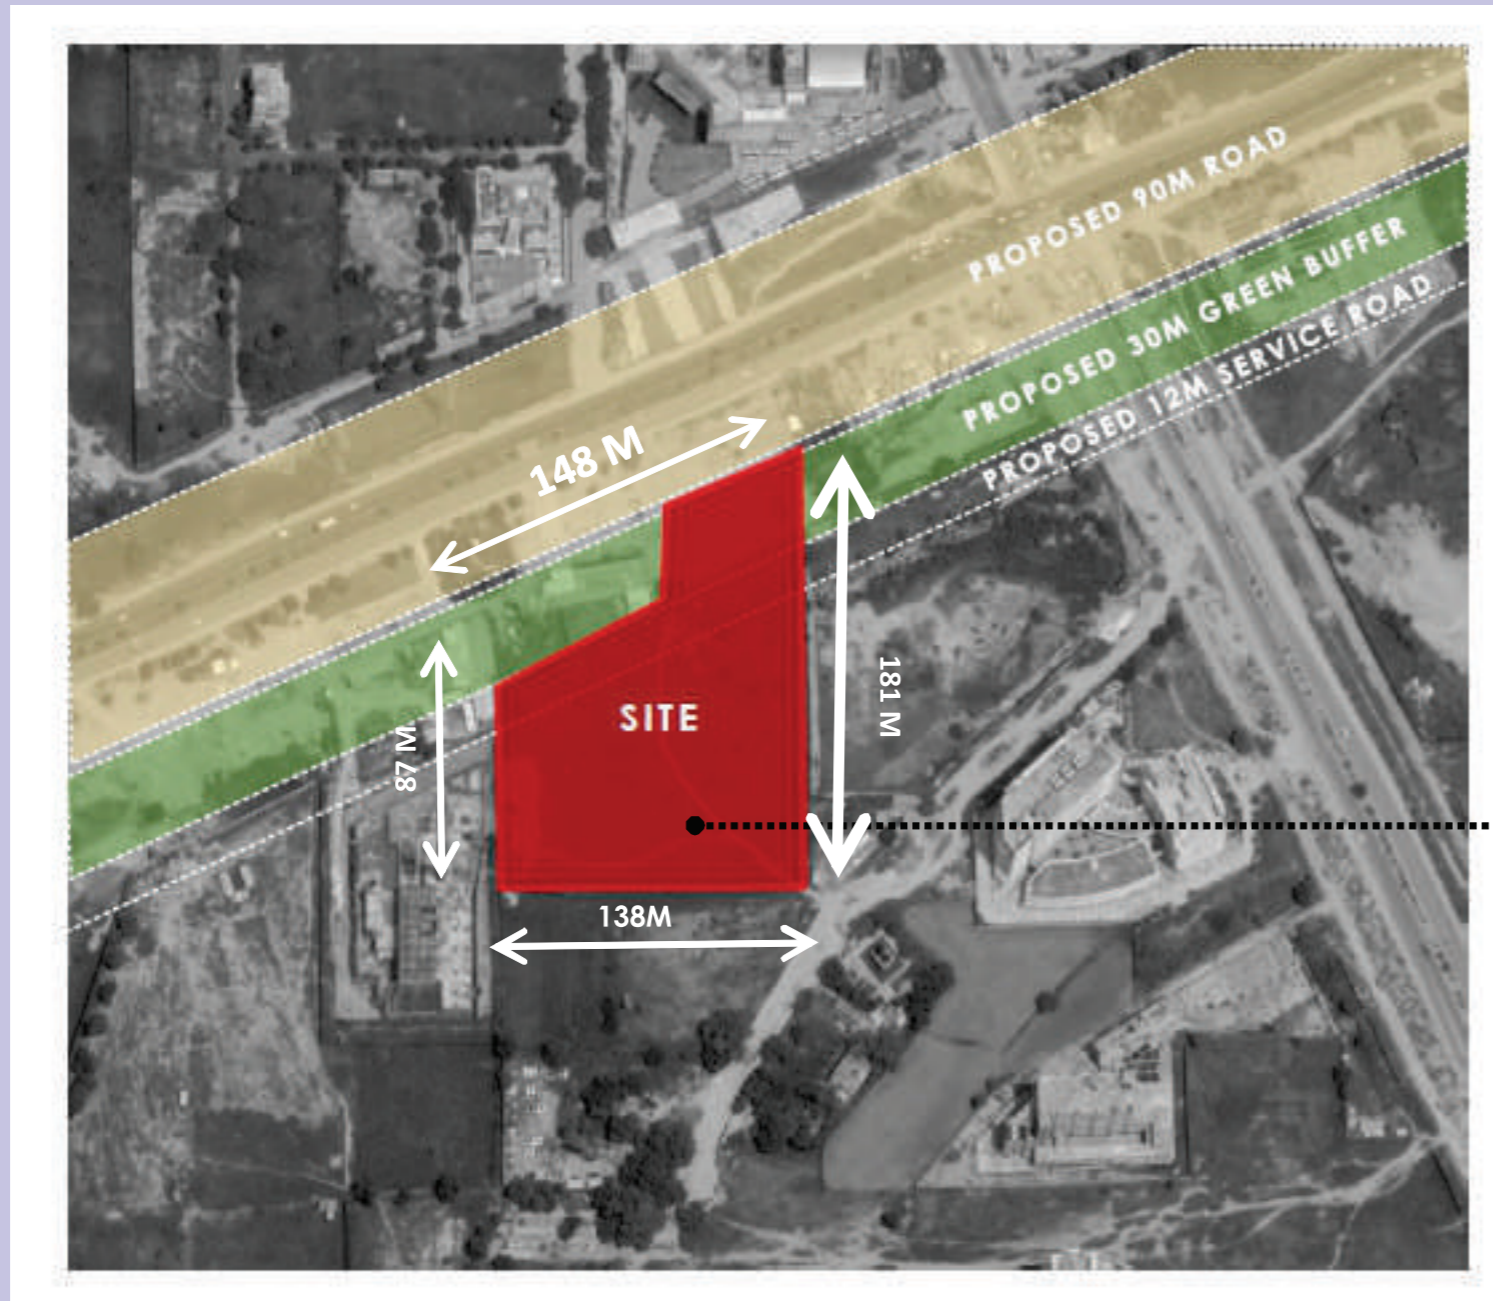 PROPOSED 90M ROAD
PROPOSED 30M GREEN BUFFER
PROPOSED 12M SERVICE ROAD
148 M
181 M
SITE
87 M
138M